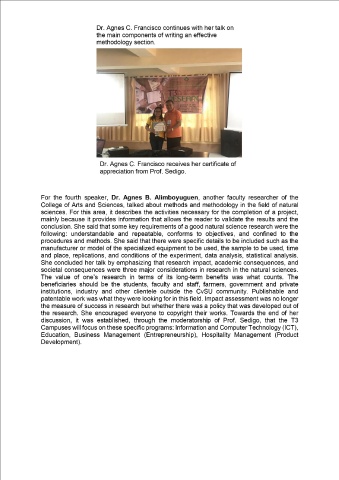 Dr. Agnes C. Francisco continues with her talk on
the main components of writing an effective
methodology section.
Dr. Agnes C. Francisco receives her certificate of
appreciation from Prof. Sedigo.
For the fourth speaker, Dr. Agnes B. Alimboyuguen, another faculty researcher of the
College of Arts and Sciences, talked about methods and methodology in the field of natural
sciences. For this area, it describes the activities necessary for the completion of a project,
mainly because it provides information that allows the reader to validate the results and the
conclusion. She said that some key requirements of a good natural science research were the
following: understandable and repeatable, conforms to objectives, and confined to the
procedures and methods. She said that there were specific details to be included such as the
manufacturer or model of the specialized equipment to be used, the sample to be used, time
and place, replications, and conditions of the experiment, data analysis, statistical analysis.
She concluded her talk by emphasizing that research impact, academic consequences, and
societal consequences were three major considerations in research in the natural sciences.
The value of one's research in terms of its long-term benefits was what counts. The
beneficiaries should be the students, faculty and staff, farmers, government and private
institutions, industry and other clientele outside the CvSU community. Publishable and
patentable work was what they were looking for in this field. Impact assessment was no longer
the measure of success in research but whether there was a policy that was developed out of
the research. She encouraged everyone to copyright their works. Towards the end of her
discussion, it was established, through the moderatorship of Prof. Sedigo, that the T3
Campuses will focus on these specific programs: Information and Computer Technology (ICT),
Education, Business Management (Entrepreneurship), Hospitality Management (Product
Development).